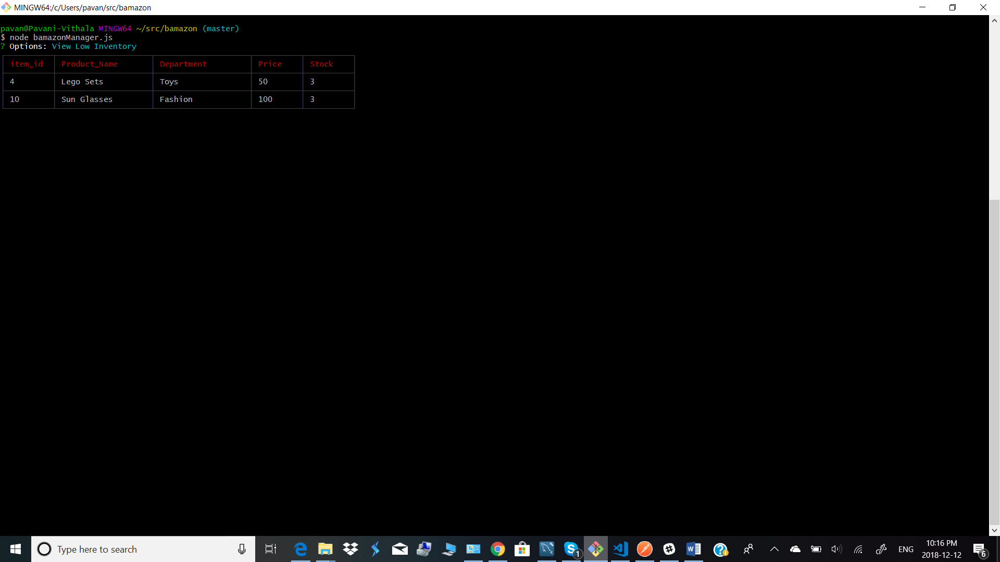 MINGW64:/c/Users/pavan/src/bamazon
pavan@Pavani-Vithala MINGW64 ~/src/bamazon (master)
$ node bamazonManager.js
? Options: View Low Inventory
item_id Product_Name Department Price Stock
4 Lego Sets Toys 50 3
10 Sun Glasses Fashion 100 3
Type here to search
1
ENG
10:16 PM
2018-12-12
6